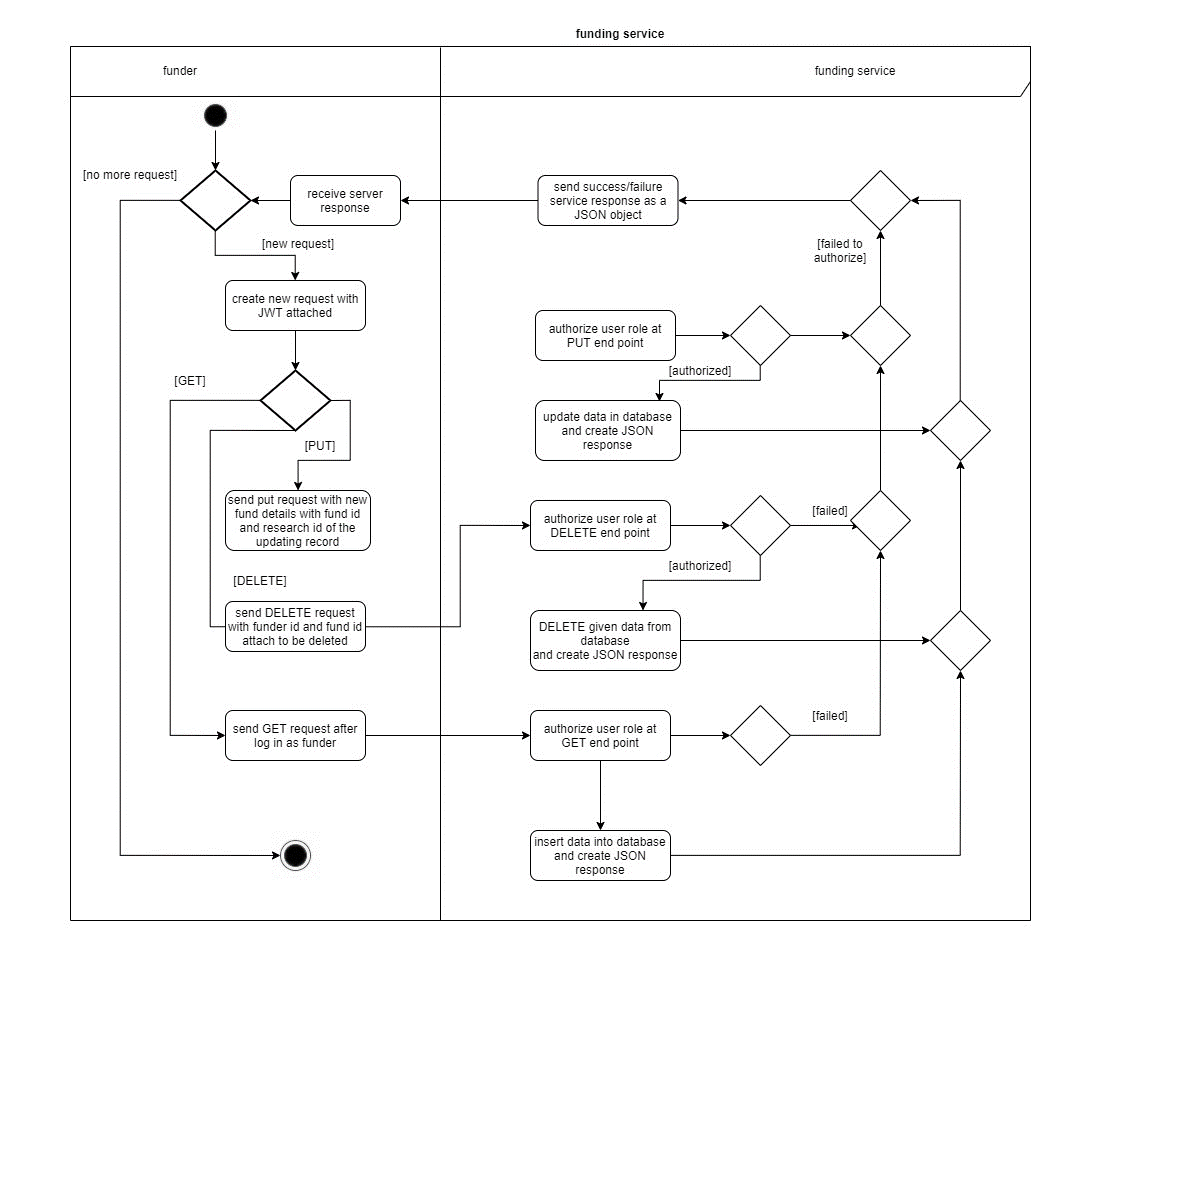 funding service
funder
funding service
[no more request]
receive server
response
send success/failure
service response as a
JSON object
[new request]
[failed to
authorize]
create new request with
JWT attached
authorize user role at
PUT end point
[authorized]
[GET]
update data in database
and create JSON
response
[PUT]
send put request with new
fund details with fund id
and research id of the
updating record
authorize user role at
DELETE end point
[failed]
[authorized]
[DELETE]
send DELETE request
with funder id and fund id
attach to be deleted
DELETE given data from
database
and create JSON response
send GET request after
log in as funder
authorize user role at
GET end point
[failed]
insert data into database
and create JSON
response